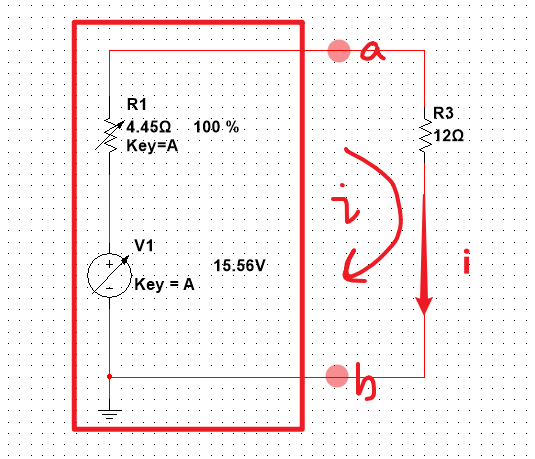 a
R1
4.45Ω 100 %
Key=A
R3
12Ω
i
i
V1
15.56V
Key = A
b